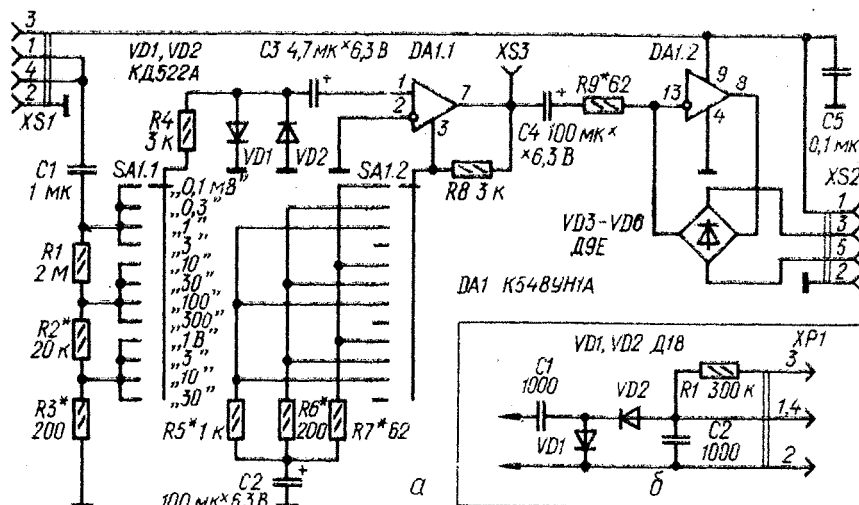 3
1
4
2
XS1
VD1, VD2
КД522А
C3 4,7 мк × 6,3 В
DA1.1
XS3
DA1.2
R4
3 к
VD1
VD2
1
2
7
3
C4 100 мк ×
× 6,3 В
R9* 62
13
9
8
4
C5
0,1 мк
C1
1 мк
SA1.1
SA1.2
R8 3 к
XS2
1
3
5
2
„0,1 мВ"
„0,3"
„1"
„3"
„10"
„30"
„100"
„300"
„1 В"
„3"
„10"
„30"
R1
2 М
R2*
20 к
R3*
200
VD3-VD6
Д9Е
DA1 К548УН1А
R5* 1 к
R6*
200
R7* 62
C2
100 мк × 6,3 В
а
VD1, VD2 Д18
XP1
C1
1000
VD2
R1 300 к
3
VD1
C2
1000
1,4
2
б